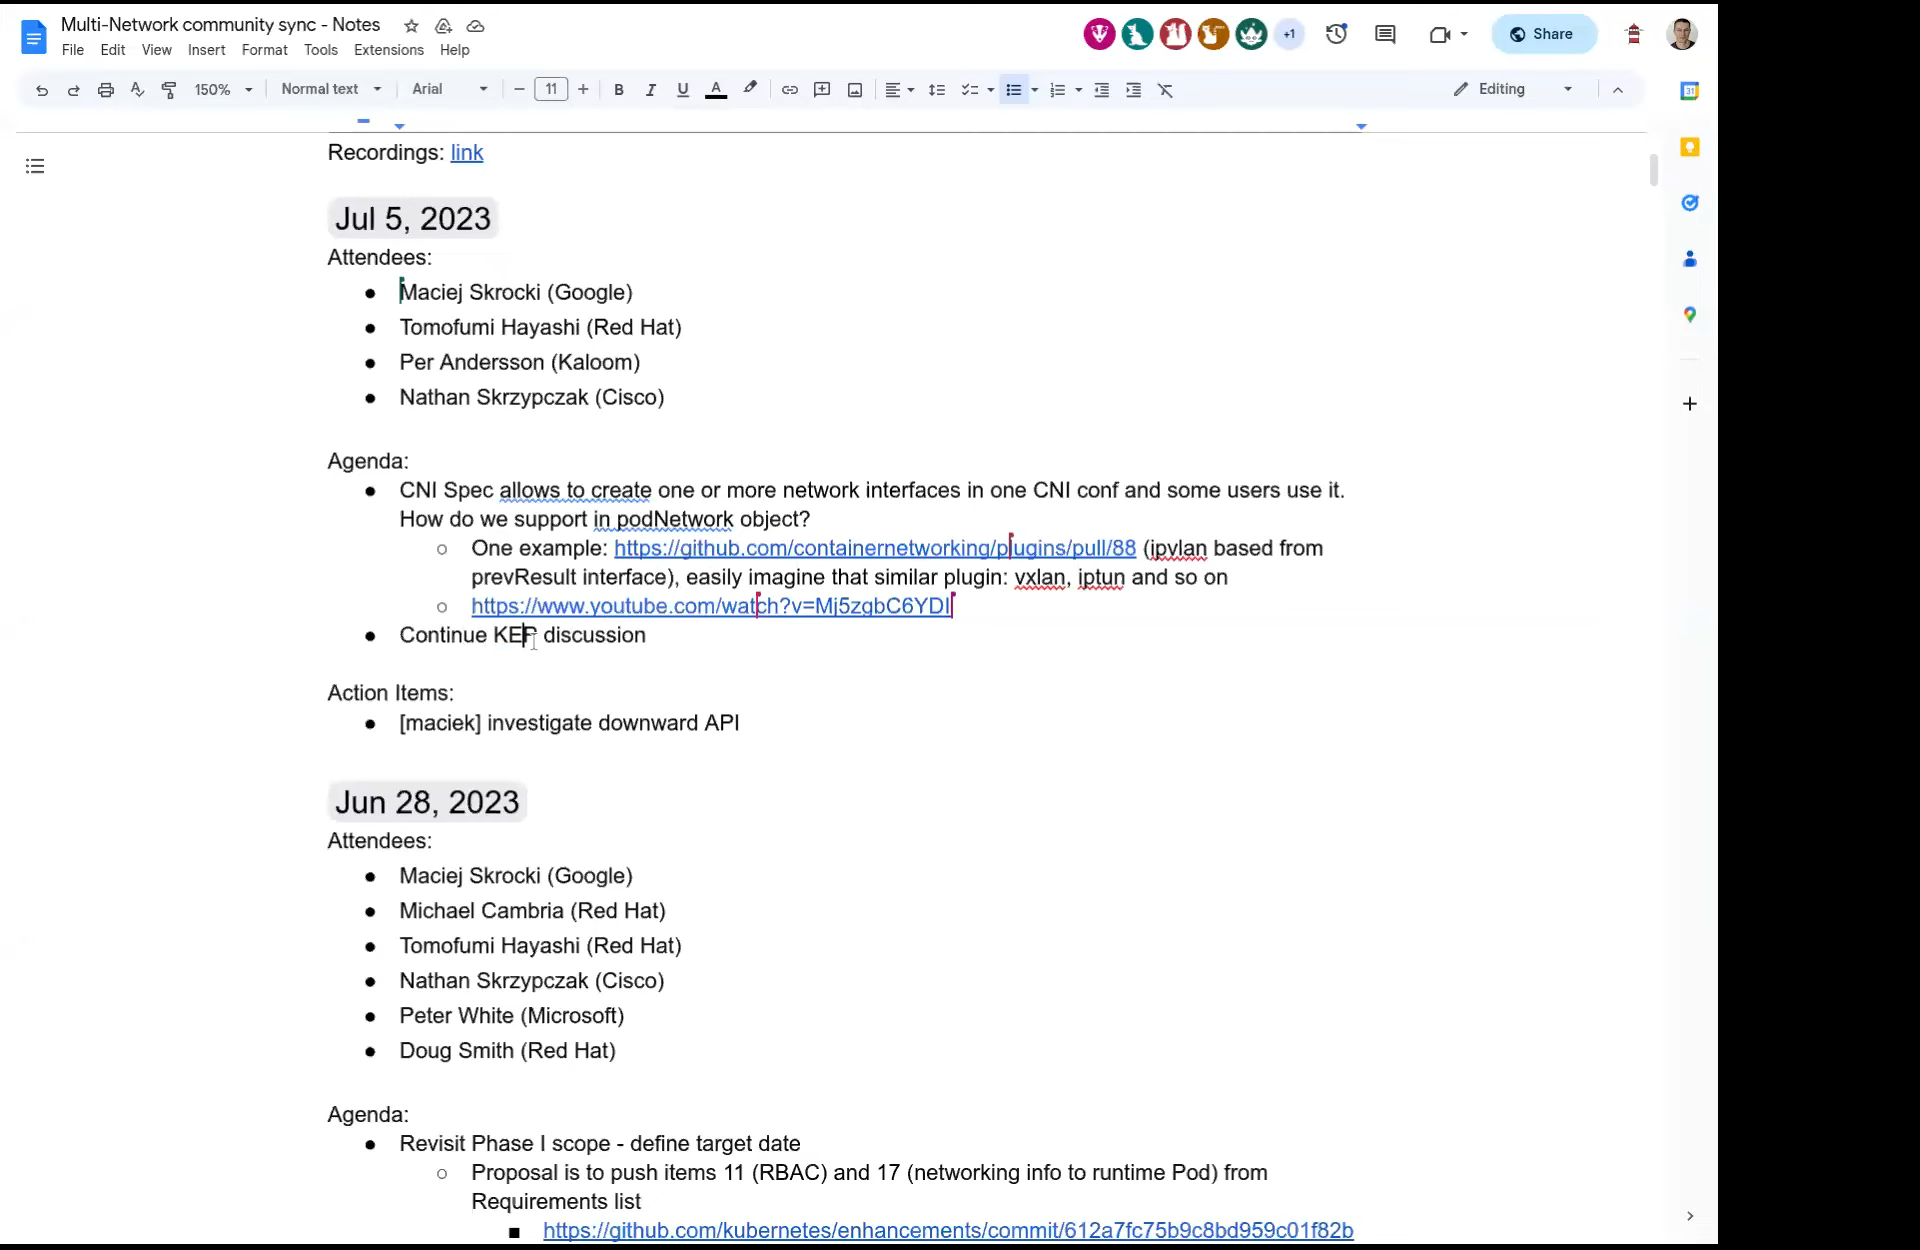 Multi-Network community sync - Notes
File Edit View Insert Format Tools Extensions Help
+1
Share
150%
Normal text
Arial
11
Editing
Recordings: link
Jul 5, 2023
Attendees:
Maciej Skrocki (Google)
Tomofumi Hayashi (Red Hat)
Per Andersson (Kaloom)
Nathan Skrzypczak (Cisco)
Agenda:
CNI Spec allows to create one or more network interfaces in one CNI conf and some users use it.
How do we support in podNetwork object?
One example: https://github.com/containernetworking/plugins/pull/88 (ipvlan based from
prevResult interface), easily imagine that similar plugin: vxlan, iptun and so on
https://www.youtube.com/watch?v=Mj5zgbC6YDI
Continue KEP discussion
Action Items:
[maciek] investigate downward API
Jun 28, 2023
Attendees:
Maciej Skrocki (Google)
Michael Cambria (Red Hat)
Tomofumi Hayashi (Red Hat)
Nathan Skrzypczak (Cisco)
Peter White (Microsoft)
Doug Smith (Red Hat)
Agenda:
Revisit Phase I scope - define target date
Proposal is to push items 11 (RBAC) and 17 (networking info to runtime Pod) from
Requirements list
https://github.com/kubernetes/enhancements/commit/612a7fc75b9c8bd959c01f82b